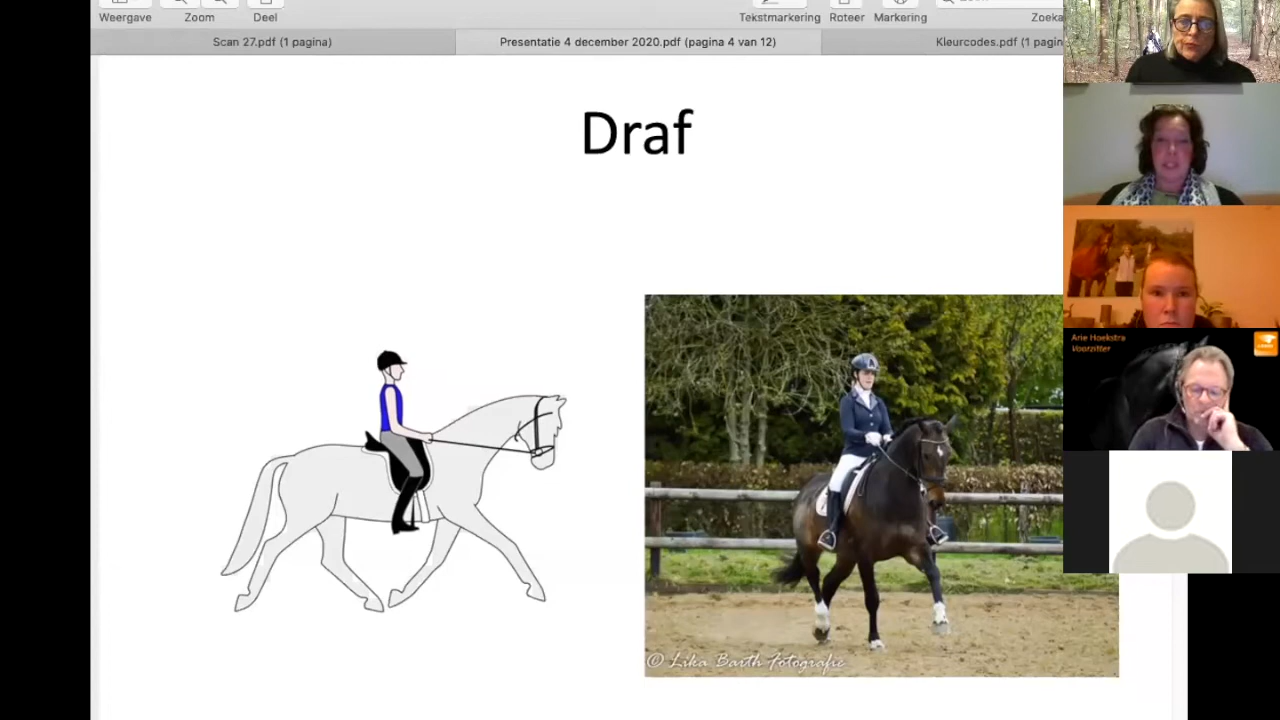 Weergave
Zoom
Deel
Tekstmarkering
Roteer
Markering
Scan 27.pdf (1 pagina)
Presentatie 4 december 2020.pdf (pagina 4 van 12)
Kleurcodes.pdf (1 pagin
Draf
Arie Hoekstra
Voorzitter
© Lika Barth Fotografie